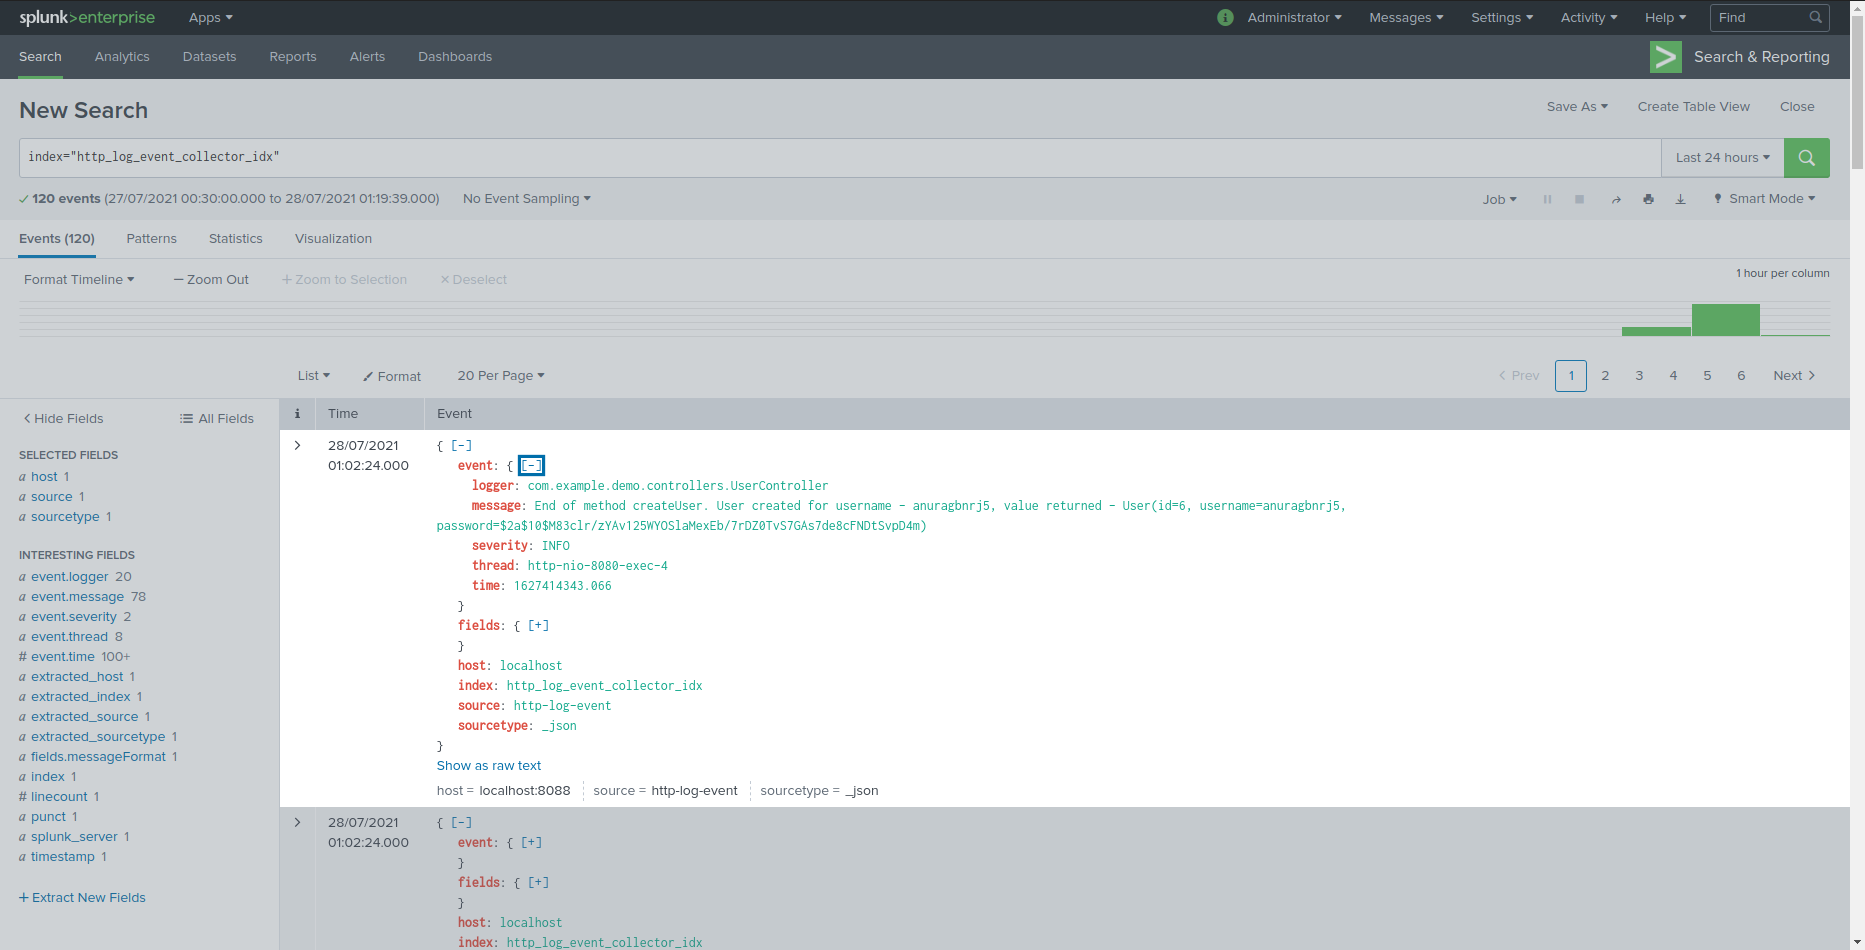 splunk>enterprise Apps Administrator Messages Settings Activity Help Find
Search Analytics Datasets Reports Alerts Dashboards Search & Reporting
New Search Save As Create Table View Close
index="http_log_event_collector_idx" Last 24 hours
120 events (27/07/2021 00:30:00.000 to 28/07/2021 01:19:39.000) No Event Sampling Job Smart Mode
Events (120) Patterns Statistics Visualization
Format Timeline — Zoom Out + Zoom to Selection × Deselect 1 hour per column
List Format 20 Per Page < Prev 1 2 3 4 5 6 Next >
< Hide Fields All Fields
SELECTED FIELDS
a host 1
a source 1
a sourcetype 1
INTERESTING FIELDS
a event.logger 20
a event.message 78
a event.severity 2
a event.thread 8
# event.time 100+
a extracted_host 1
a extracted_index 1
a extracted_source 1
a extracted_sourcetype 1
a fields.messageFormat 1
a index 1
# linecount 1
a punct 1
a splunk_server 1
a timestamp 1
+ Extract New Fields
i Time Event
> 28/07/2021 { [-]
01:02:24.000 event: { [-]
logger: com.example.demo.controllers.UserController
message: End of method createUser. User created for username - anuragbnrj5, value returned - User(id=6, username=anuragbnrj5,
password=$2a$10$M83clr/zYAv125WYOSlaMexEb/7rDZ0TvS7GAs7de8cFNDtSvpD4m)
severity: INFO
thread: http-nio-8080-exec-4
time: 1627414343.066
}
fields: { [+]
}
host: localhost
index: http_log_event_collector_idx
source: http-log-event
sourcetype: _json
}
Show as raw text
host = localhost:8088 source = http-log-event sourcetype = _json
> 28/07/2021 { [-]
01:02:24.000 event: { [+]
}
fields: { [+]
}
host: localhost
index: http_log_event_collector_idx